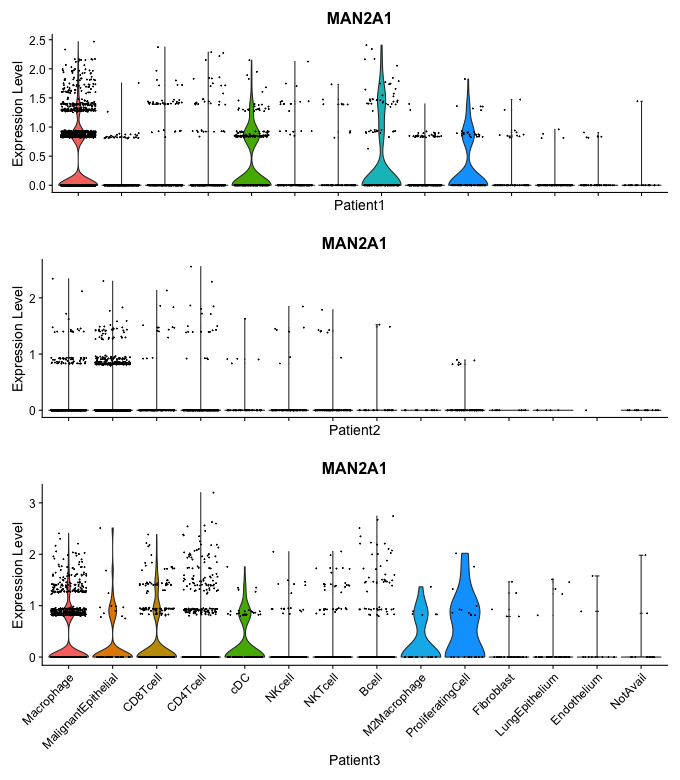 MAN2A1
Expression Level
2.5
2.0
1.5
1.0
0.5
0.0
Patient1
MAN2A1
Expression Level
2
1
0
Patient2
MAN2A1
Expression Level
3
2
1
0
Macrophage
MalignantEpithelial
CD8Tcell
CD4Tcell
cDC
NKcell
NKTcell
Bcell
M2Macrophage
ProliferatingCell
Fibroblast
LungEpithelium
Endothelium
NotAvail
Patient3